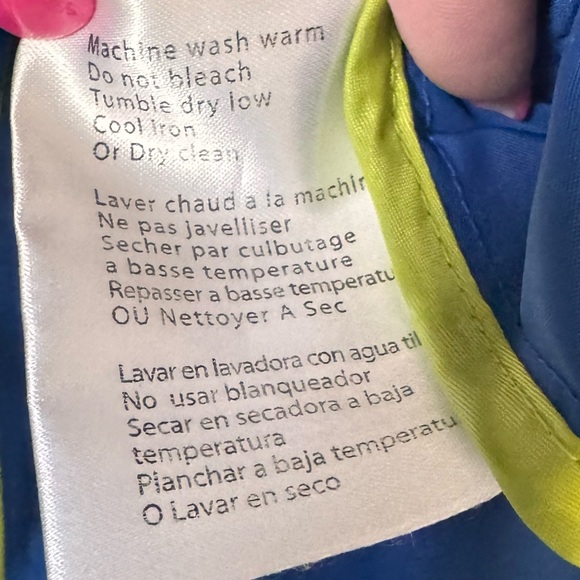 Machine wash warm
Do not bleach
Tumble dry low
Cool Iron
Or Dry clean
Laver chaud a la machin
Ne pas javelliser
Secher par culbutage
a basse temperature
Repasser a basse temperatu
OU Nettoyer A Sec
Lavar en lavadora con agua til
No usar blanqueador
Secar en secadora a baja
temperatura
Planchar a baja temperatu
O Lavar en seco